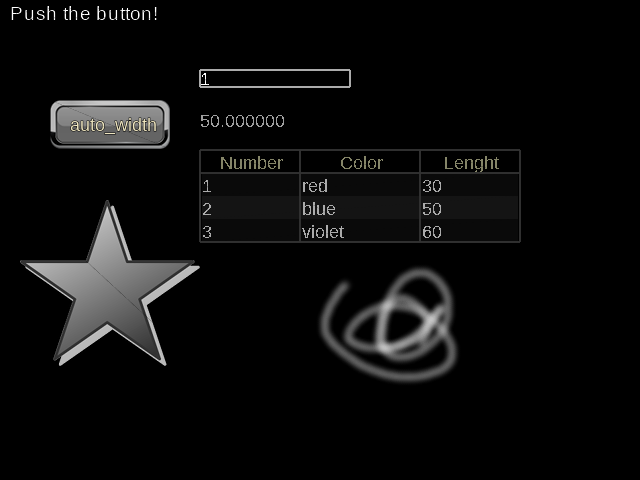 Push the button!
1
auto_width
50.000000
Number Color Lenght
1 red 30
2 blue 50
3 violet 60